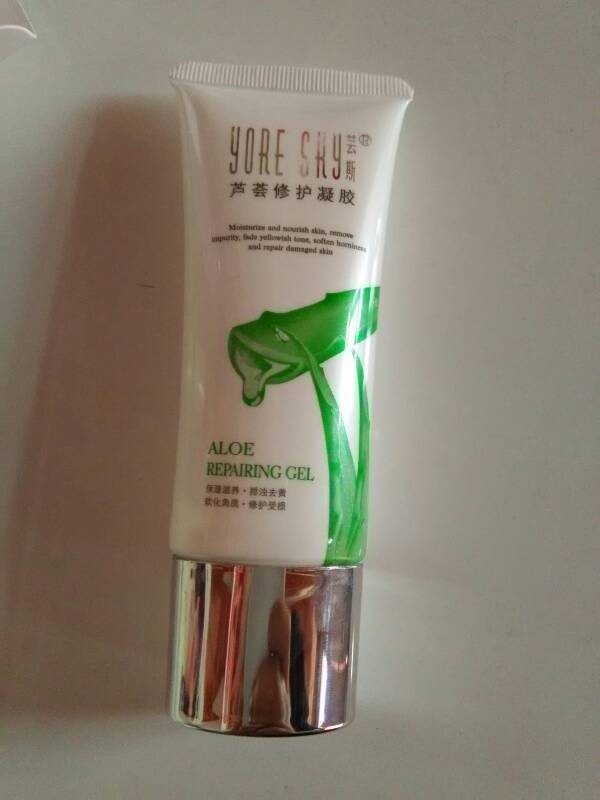 YORE SKY 芸斯®
芦荟修护凝胶
Moisturize and nourish skin, remove
impurity, fade yellowish tone, soften horniness
and repair damaged skin
ALOE
REPAIRING GEL
保湿滋养·排浊去黄
软化角质·修护受损